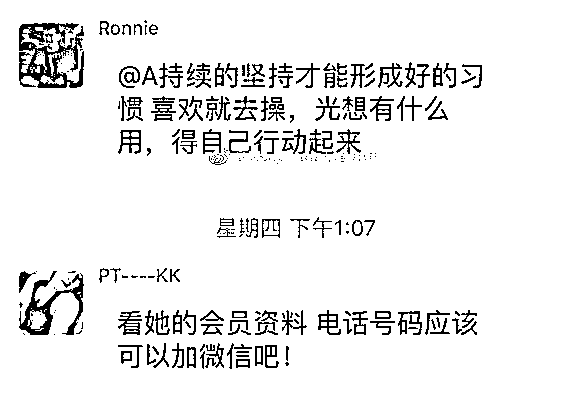 Ronnie
@A持续的坚持才能形成好的习
惯 喜欢就去操，光想有什么
用，得自己行动起来
星期四 下午1:07
PT----KK
看她的会员资料 电话号码应该
可以加微信吧！